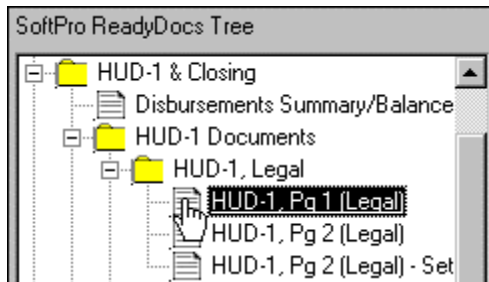 SoftPro ReadyDocs Tree
HUD-1 & Closing
Disbursements Summary/Balance
HUD-1 Documents
HUD-1, Legal
HUD-1, Pg 1 (Legal)
HUD-1, Pg 2 (Legal)
HUD-1, Pg 2 (Legal) - Set